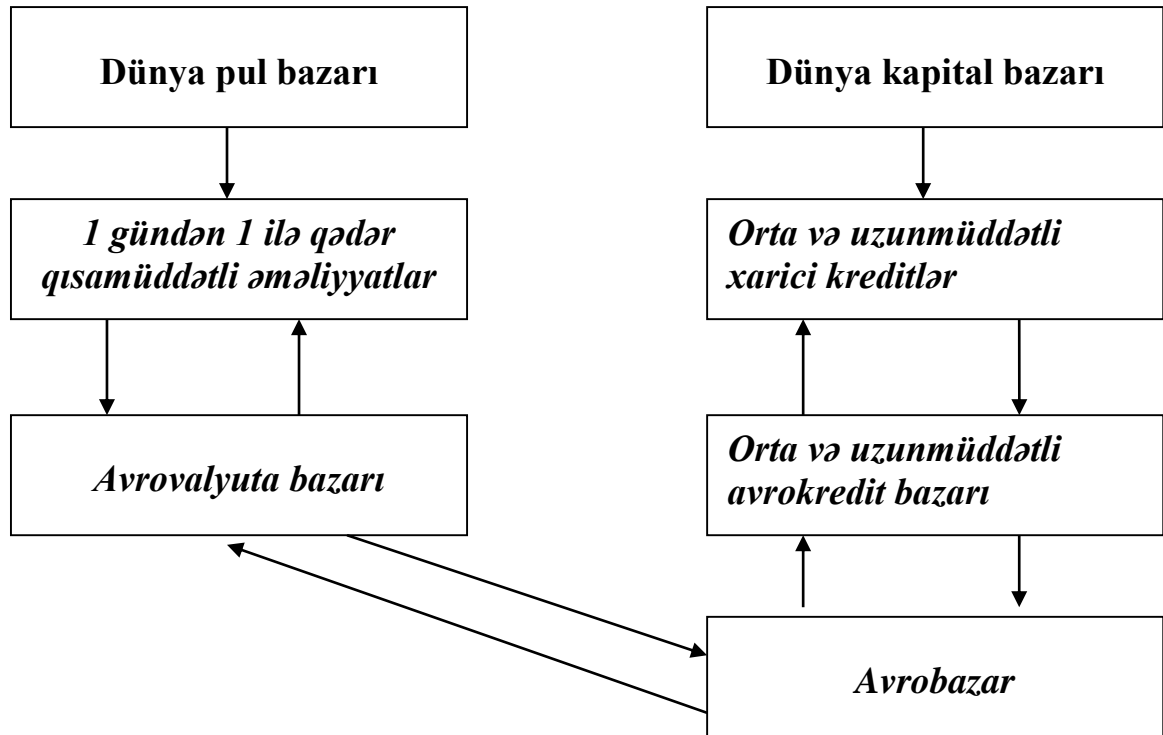 Dünya pul bazarı
Dünya kapital bazarı
1 gündən 1 ilə qədər
qısamüddətli əməliyyatlar
Orta və uzunmüddətli
xarici kreditlər
Avrovalyuta bazarı
Orta və uzunmüddətli
avrokredit bazarı
Avrobazar